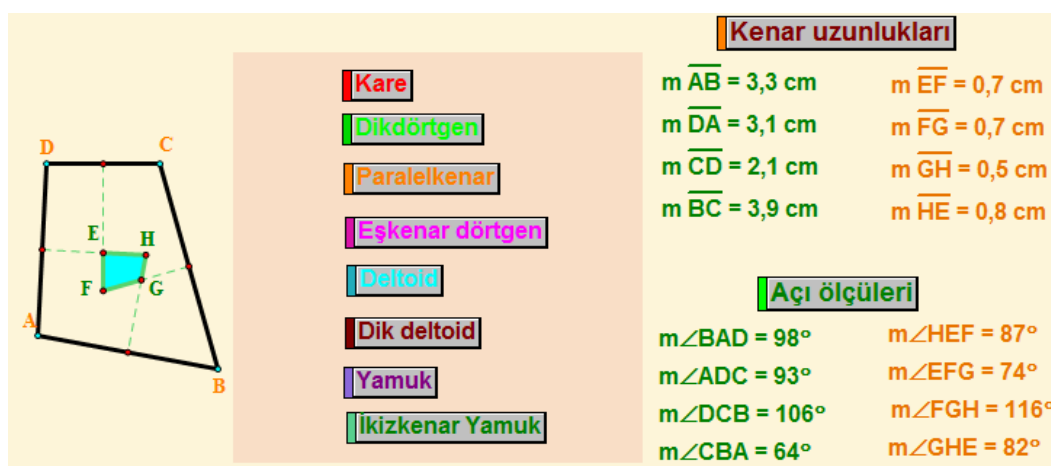 Kenar uzunlukları
m AB = 3,3 cm
m DA = 3,1 cm
m CD = 2,1 cm
m BC = 3,9 cm
m EF = 0,7 cm
m FG = 0,7 cm
m GH = 0,5 cm
m HE = 0,8 cm
Kare
Dikdörtgen
Paralelkenar
Eşkenar dörtgen
Deltoid
Dik deltoid
Yamuk
İkizkenar Yamuk
D C
E H
F G
A
B
Açı ölçüleri
m∠BAD = 98°
m∠ADC = 93°
m∠DCB = 106°
m∠CBA = 64°
m∠HEF = 87°
m∠EFG = 74°
m∠FGH = 116°
m∠GHE = 82°